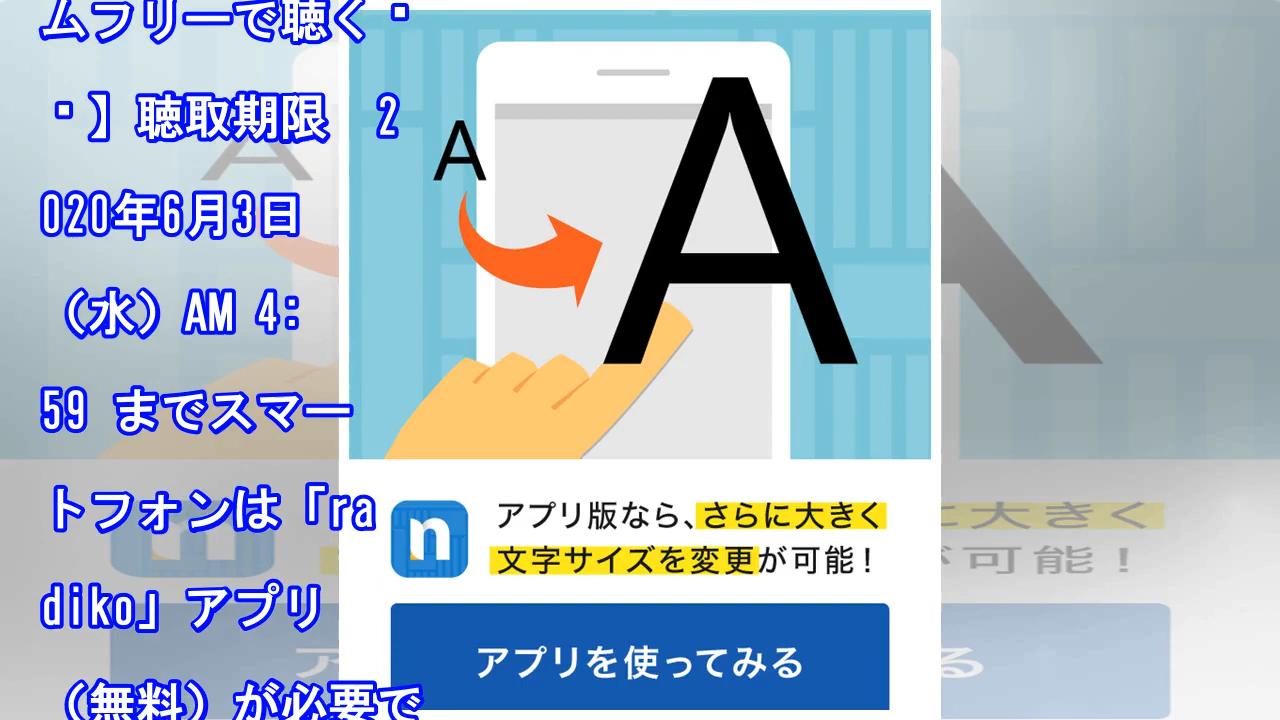 ムフリーで聴く・
・】聴取期限　2
020年6月3日
（水）AM 4:
59 までスマー
トフォンは「ra
diko」アプリ
（無料）が必要で
A
A
n
アプリ版なら、さらに大きく
文字サイズを変更が可能！
アプリを使ってみる